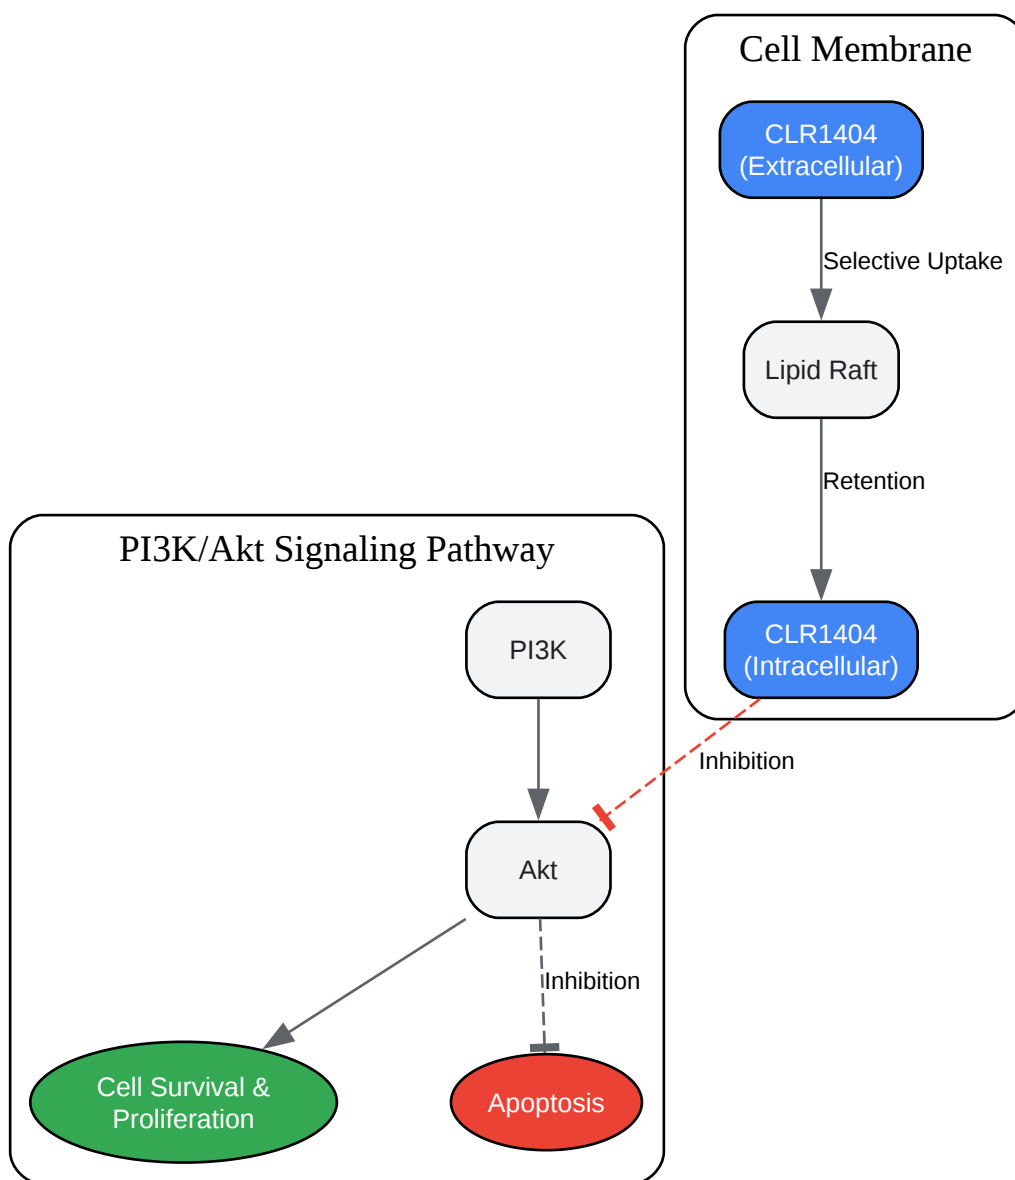 Cell Membrane
CLR1404
(Extracellular)
Selective Uptake
Lipid Raft
Retention
CLR1404
(Intracellular)
Inhibition
PI3K/Akt Signaling Pathway
PI3K
Akt
Inhibition
Cell Survival &
Proliferation
Apoptosis